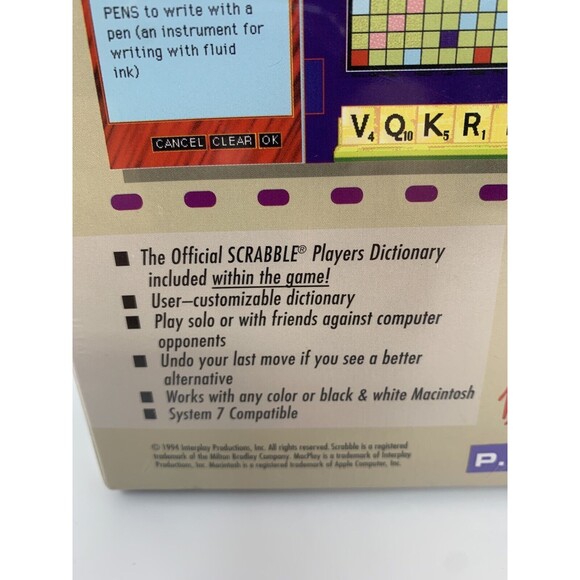 PENS to write with a
pen (an instrument for
writing with fluid
ink)
CANCEL CLEAR OK
V4 Q10 K5 R1
■ The Official SCRABBLE® Players Dictionary
included within the game!
■ User–customizable dictionary
■ Play solo or with friends against computer
opponents
■ Undo your last move if you see a better
alternative
■ Works with any color or black & white Macintosh
■ System 7 Compatible
© 1994 Interplay Productions, Inc. All rights reserved. Scrabble is a registered
trademark of the Milton Bradley Company. MacPlay is a trademark of Interplay
Productions, Inc. Macintosh is a registered trademark of Apple Computer, Inc.
P.